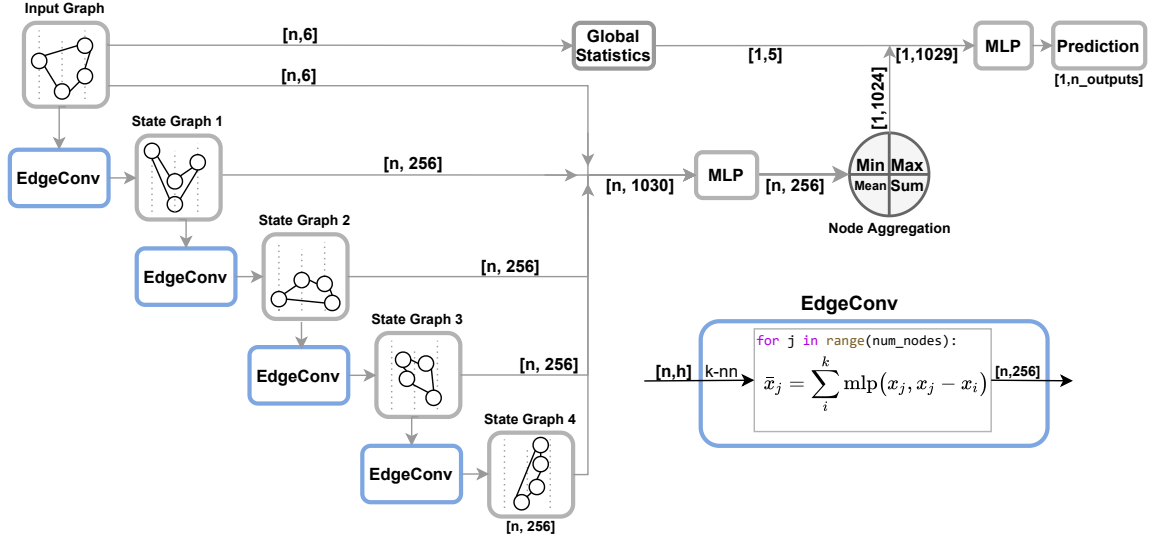 Input Graph
[n,6]
Global
Statistics
[1,5]
[1,1029]
MLP
Prediction
[1,n_outputs]
[n,6]
[1,1024]
State Graph 1
EdgeConv
[n, 256]
[n, 1030]
MLP
[n, 256]
Min Max
Mean Sum
Node Aggregation
State Graph 2
EdgeConv
[n, 256]
State Graph 3
EdgeConv
[n, 256]
State Graph 4
EdgeConv
[n, 256]
EdgeConv
for j in range(num_nodes):
[n,h] k-nn
x̄_j = ∑_i^k mlp(x_j, x_j − x_i)
[n,256]